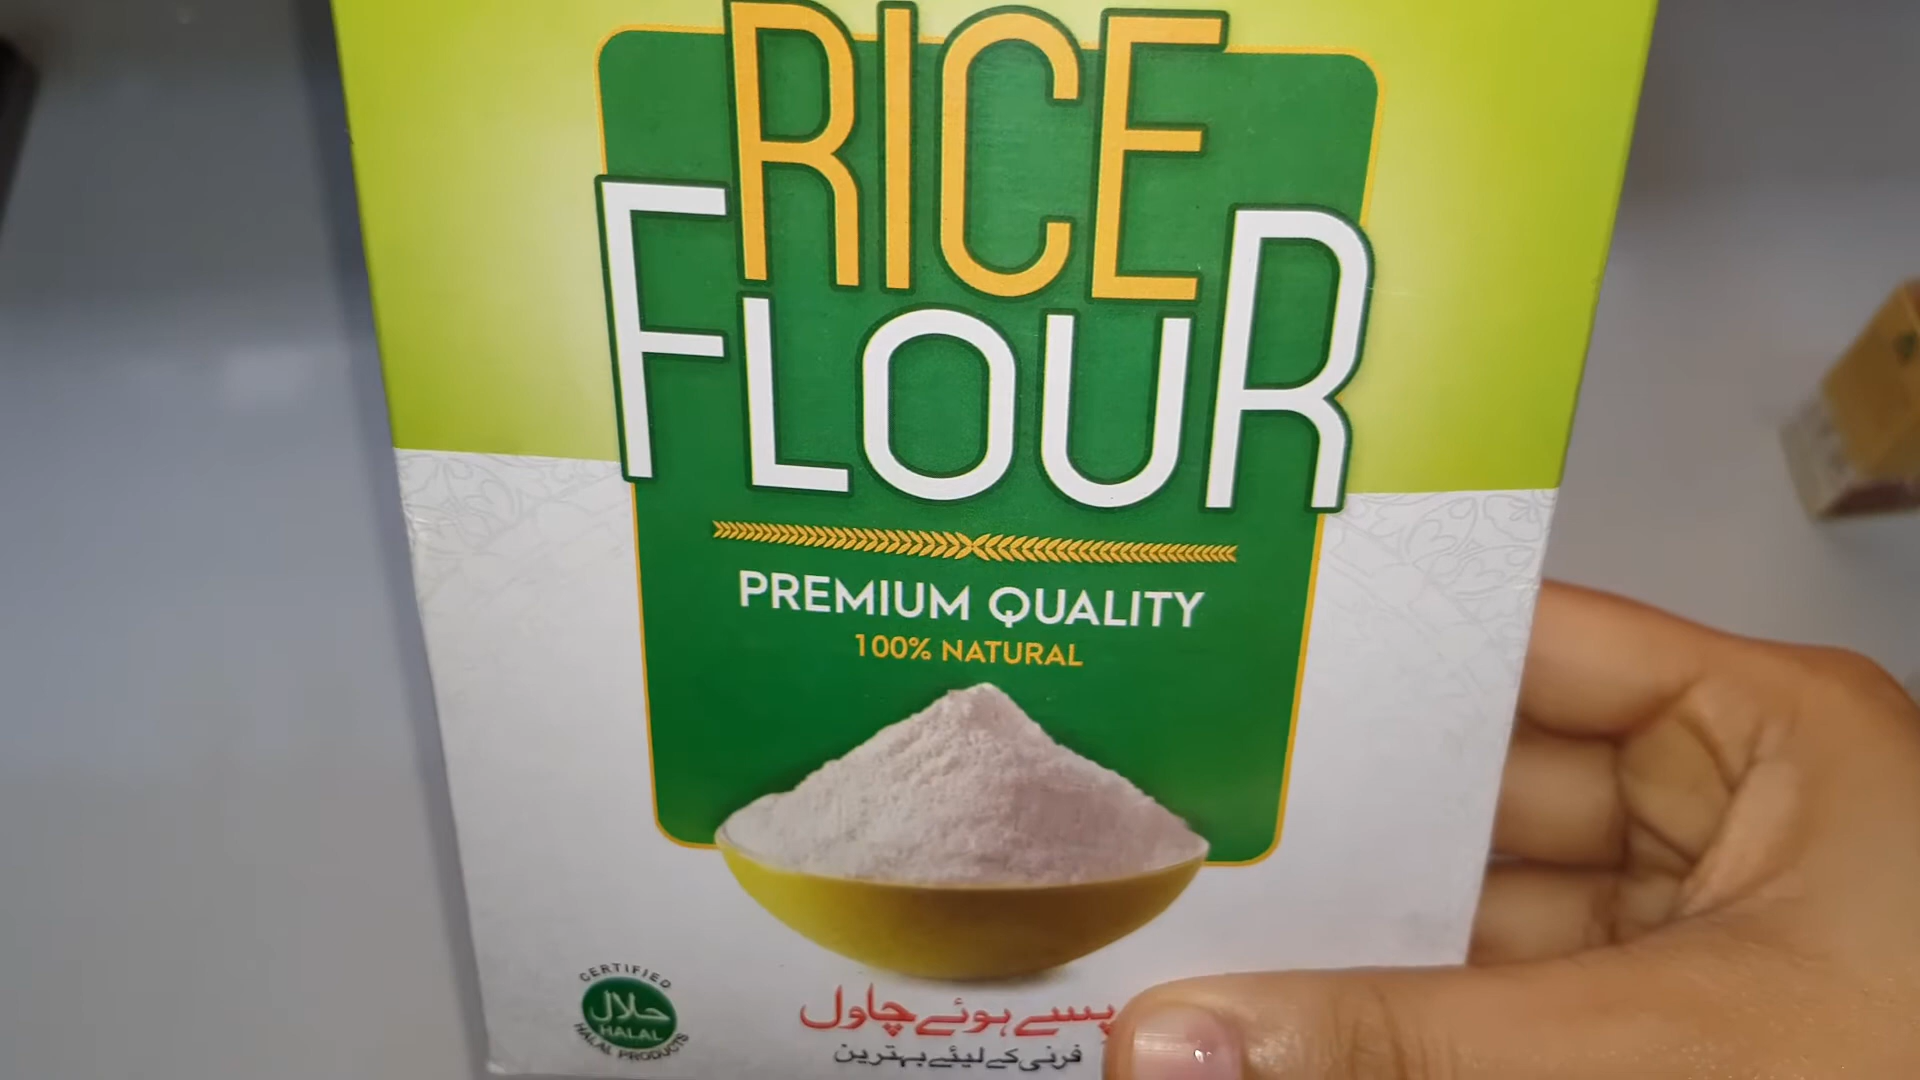 RICE
FLOUR
PREMIUM QUALITY
100% NATURAL
CERTIFIED
حلال
HALAL
HALAL PRODUCTS
پسے ہوئے چاول
فرنی کے لیئے بہترین